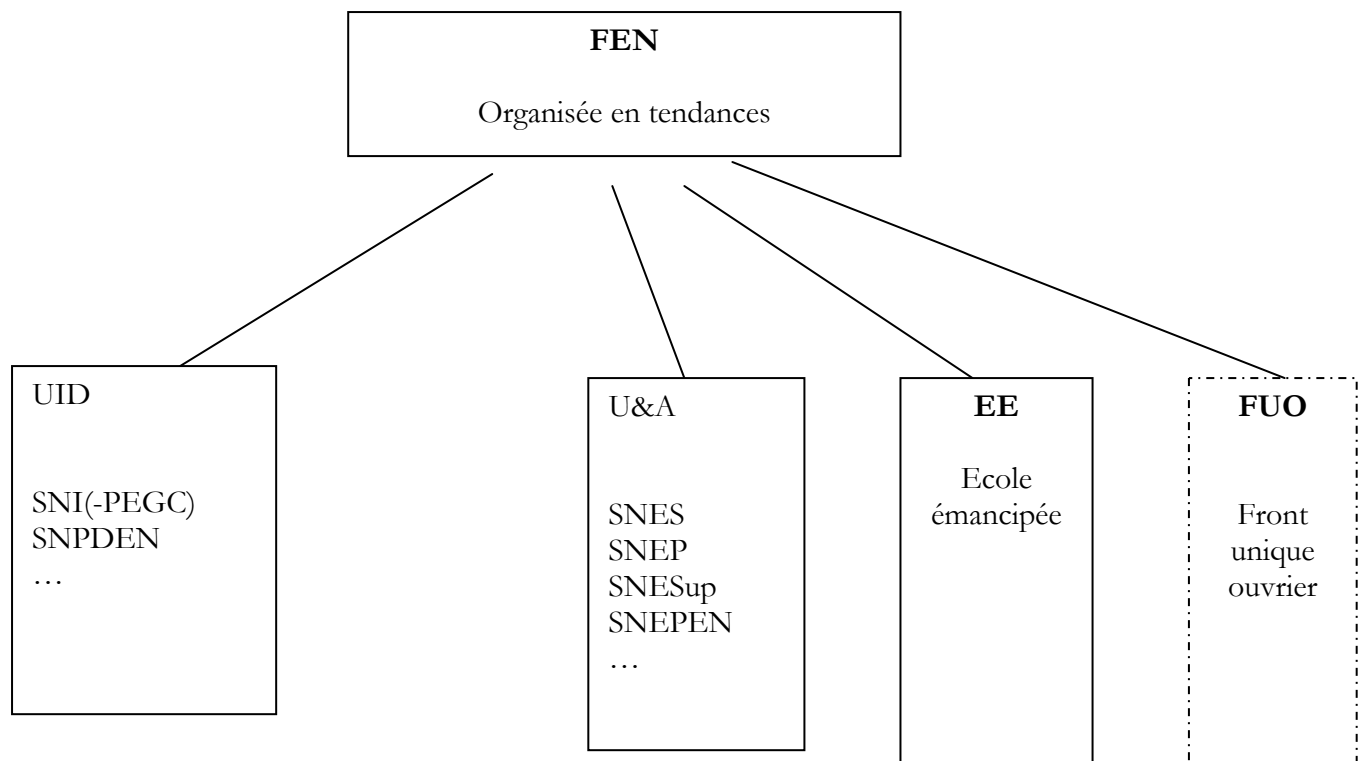 FEN
Organisée en tendances
UID
SNI(-PEGC)
SNPDEN
…
U&A
SNES
SNEP
SNESup
SNEPEN
…
EE
Ecole
émancipée
FUO
Front
unique
ouvrier